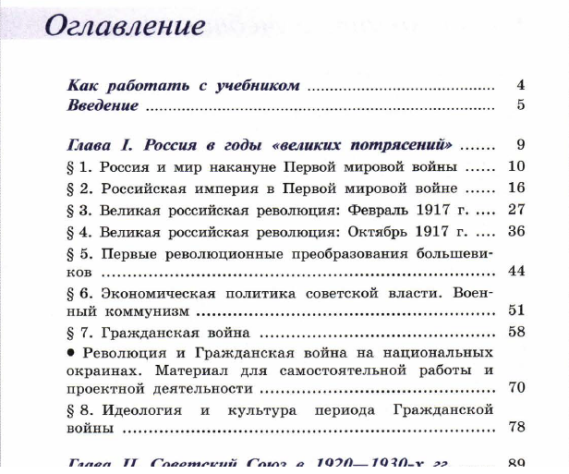 Оглавление
Как работать с учебником ........................................ 4
Введение ........................................................ 5
Глава I. Россия в годы «великих потрясений» ...... 9
§ 1. Россия и мир накануне Первой мировой войны ...... 10
§ 2. Российская империя в Первой мировой войне ...... 16
§ 3. Великая российская революция: Февраль 1917 г. .... 27
§ 4. Великая российская революция: Октябрь 1917 г. .... 36
§ 5. Первые революционные преобразования большеви-
ков ........................................................ 44
§ 6. Экономическая политика советской власти. Воен-
ный коммунизм ........................................ 51
§ 7. Гражданская война ................................ 58
● Революция и Гражданская война на национальных
окраинах. Материал для самостоятельной работы и
проектной деятельности ................................ 70
§ 8. Идеология и культура периода Гражданской
войны .................................................... 78
Глава II. Советский Союз в 1920—1930-х гг. ...... 89